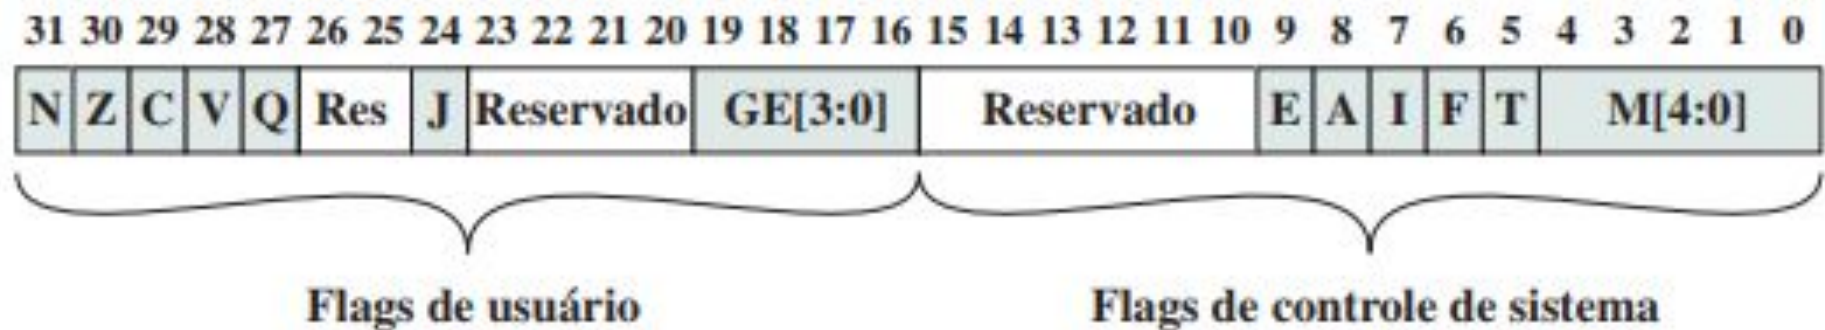 31 30 29 28 27 26 25 24 23 22 21 20 19 18 17 16 15 14 13 12 11 10 9 8 7 6 5 4 3 2 1 0
N Z C V Q Res J Reservado GE[3:0] Reservado E A I F T M[4:0]
Flags de usuário Flags de controle de sistema